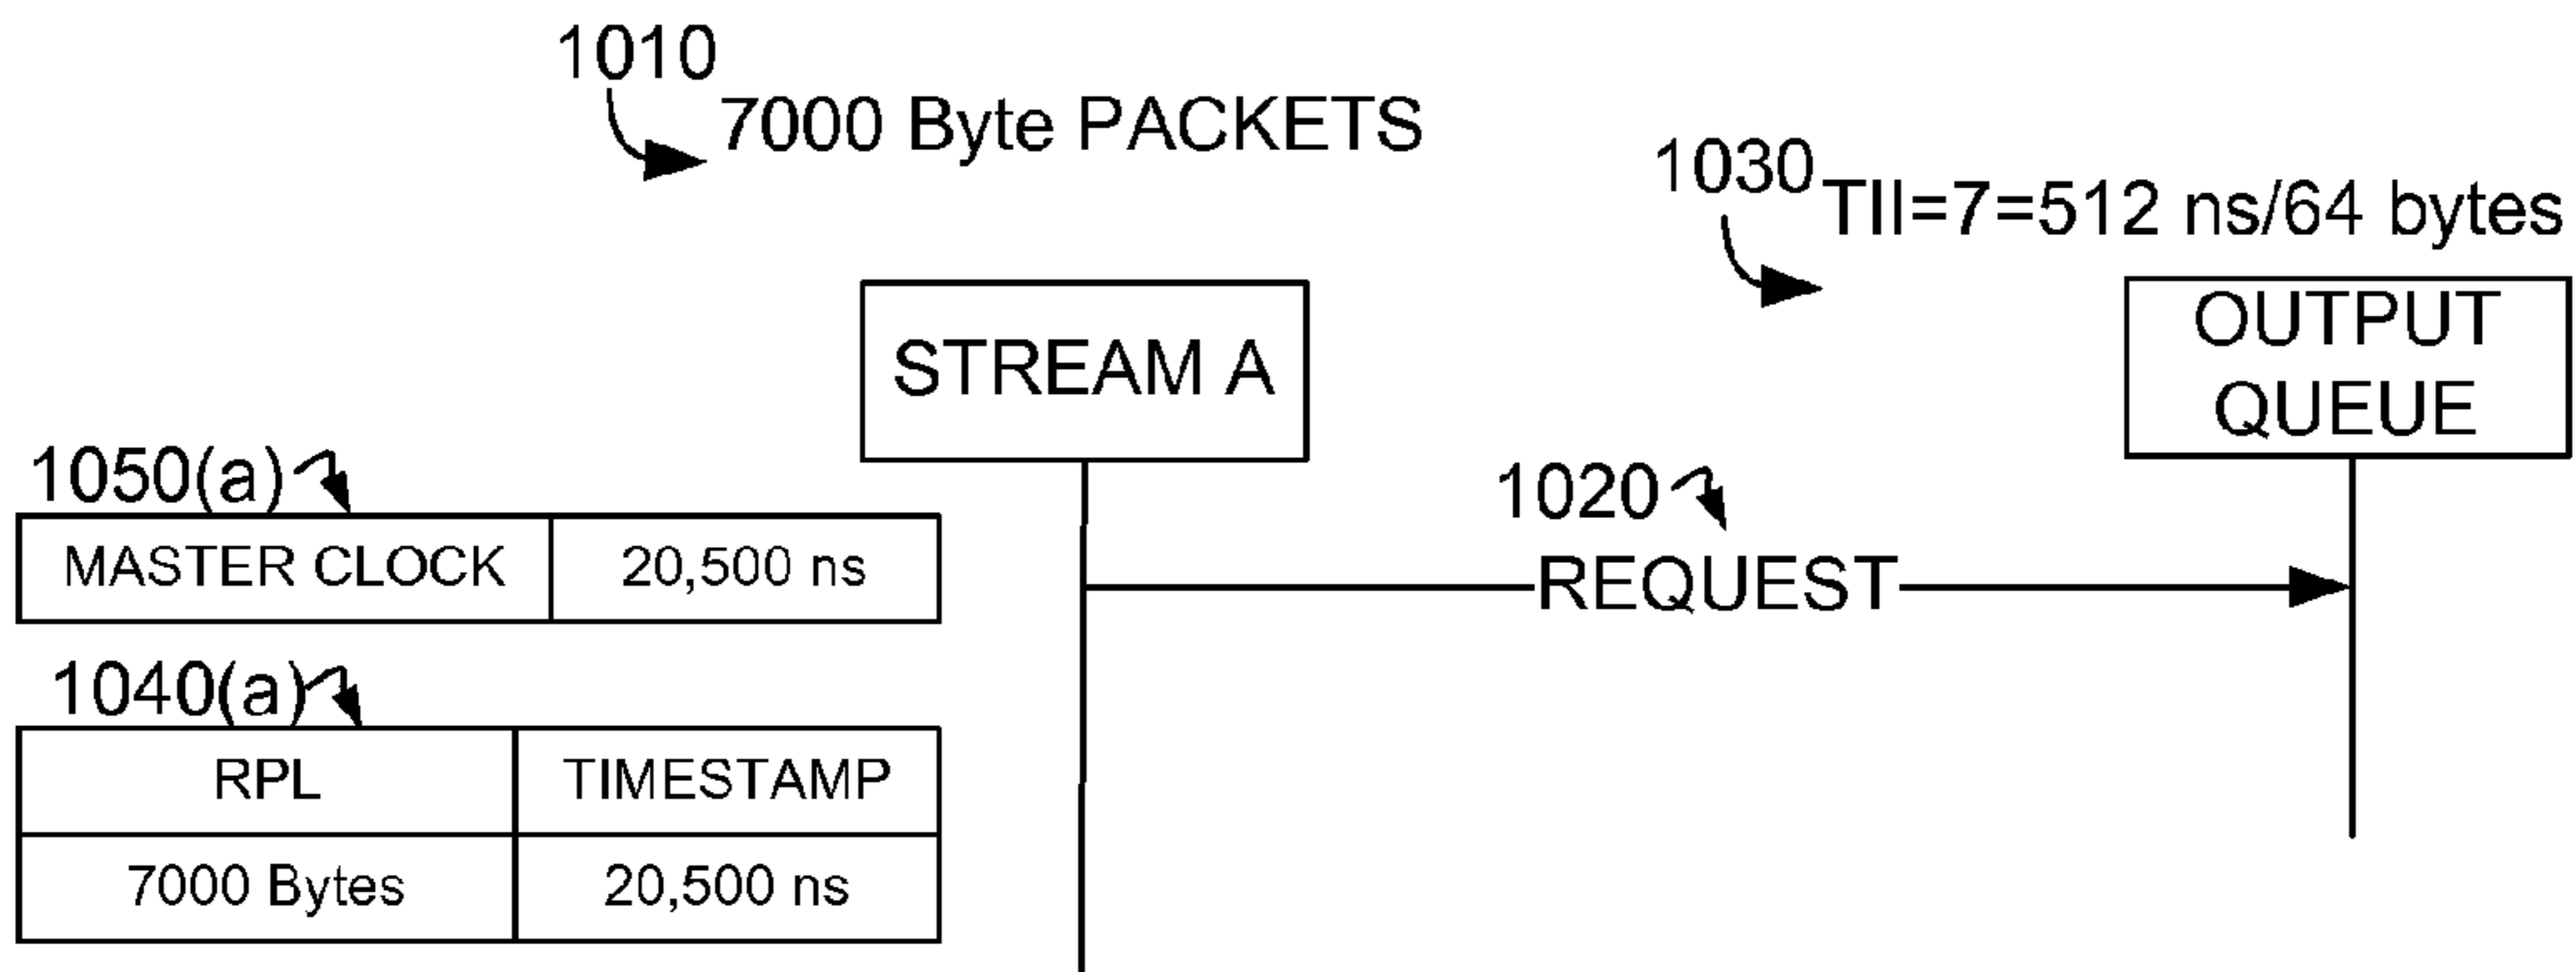 1010
7000 Byte PACKETS
1030
TII=7=512 ns/64 bytes
STREAM A
OUTPUT
QUEUE
1050(a)
MASTER CLOCK 20,500 ns
1020
REQUEST
1040(a)
RPL TIMESTAMP
7000 Bytes 20,500 ns